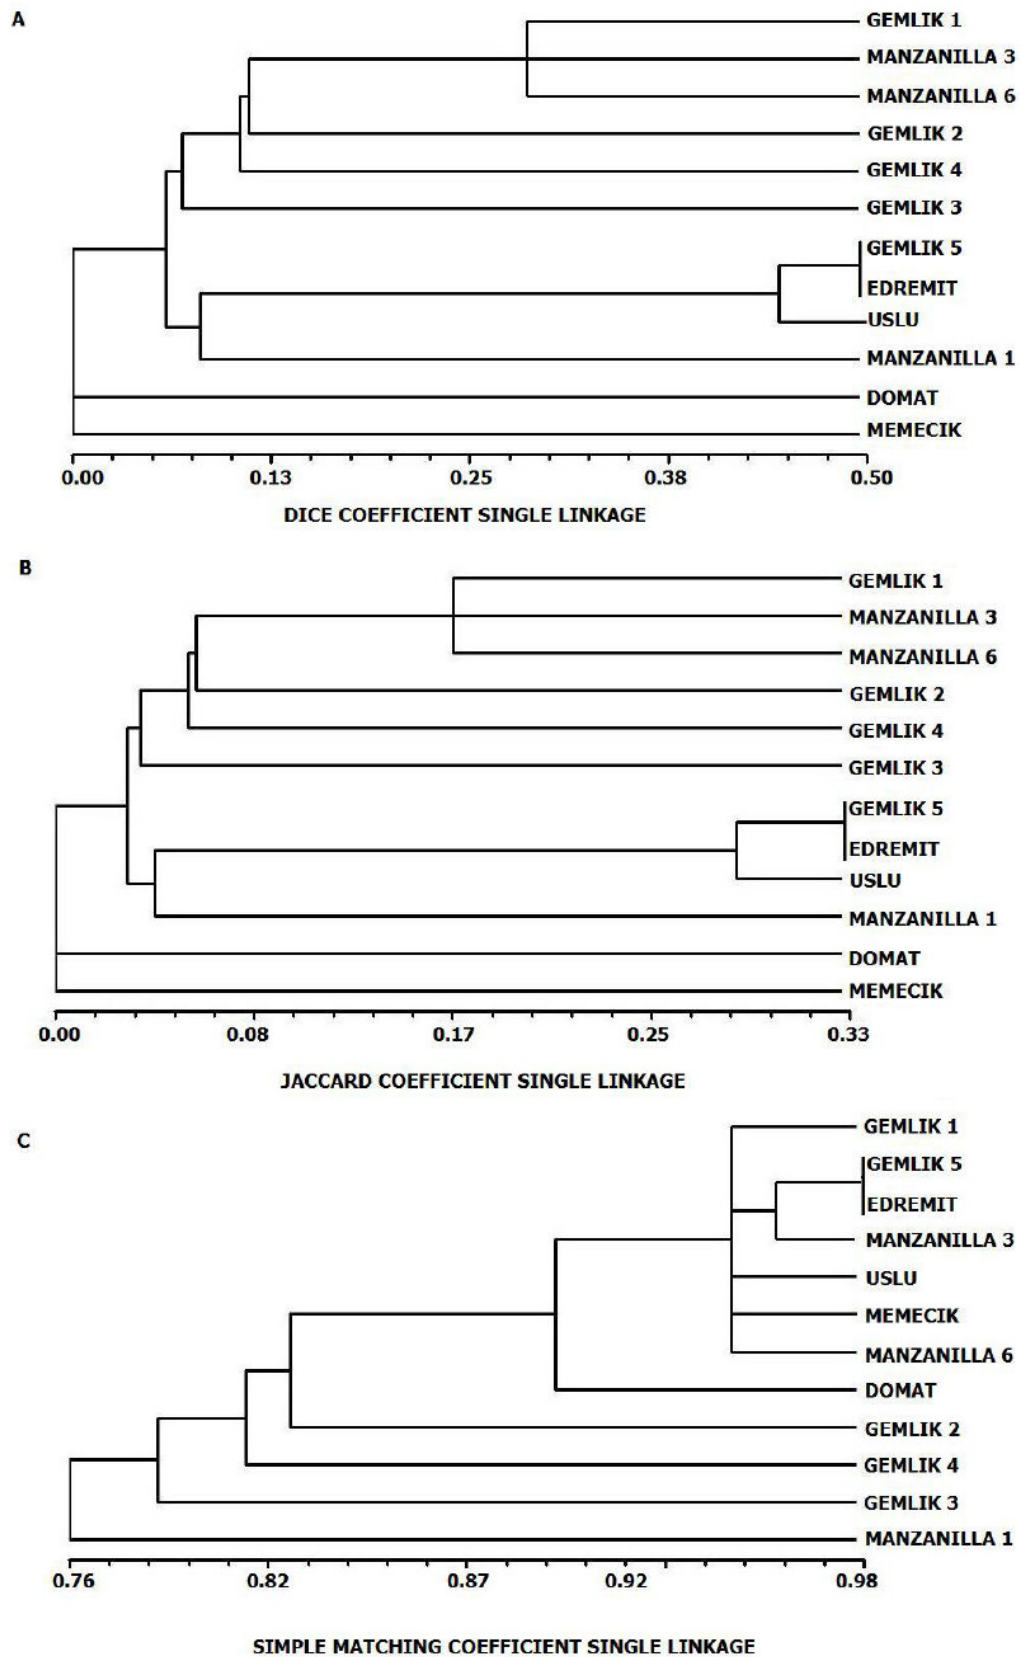 A
GEMLIK 1
MANZANILLA 3
MANZANILLA 6
GEMLIK 2
GEMLIK 4
GEMLIK 3
GEMLIK 5
EDREMIT
USLU
MANZANILLA 1
DOMAT
MEMECIK
0.00 0.13 0.25 0.38 0.50
DICE COEFFICIENT SINGLE LINKAGE
B
GEMLIK 1
MANZANILLA 3
MANZANILLA 6
GEMLIK 2
GEMLIK 4
GEMLIK 3
GEMLIK 5
EDREMIT
USLU
MANZANILLA 1
DOMAT
MEMECIK
0.00 0.08 0.17 0.25 0.33
JACCARD COEFFICIENT SINGLE LINKAGE
C
GEMLIK 1
GEMLIK 5
EDREMIT
MANZANILLA 3
USLU
MEMECIK
MANZANILLA 6
DOMAT
GEMLIK 2
GEMLIK 4
GEMLIK 3
MANZANILLA 1
0.76 0.82 0.87 0.92 0.98
SIMPLE MATCHING COEFFICIENT SINGLE LINKAGE